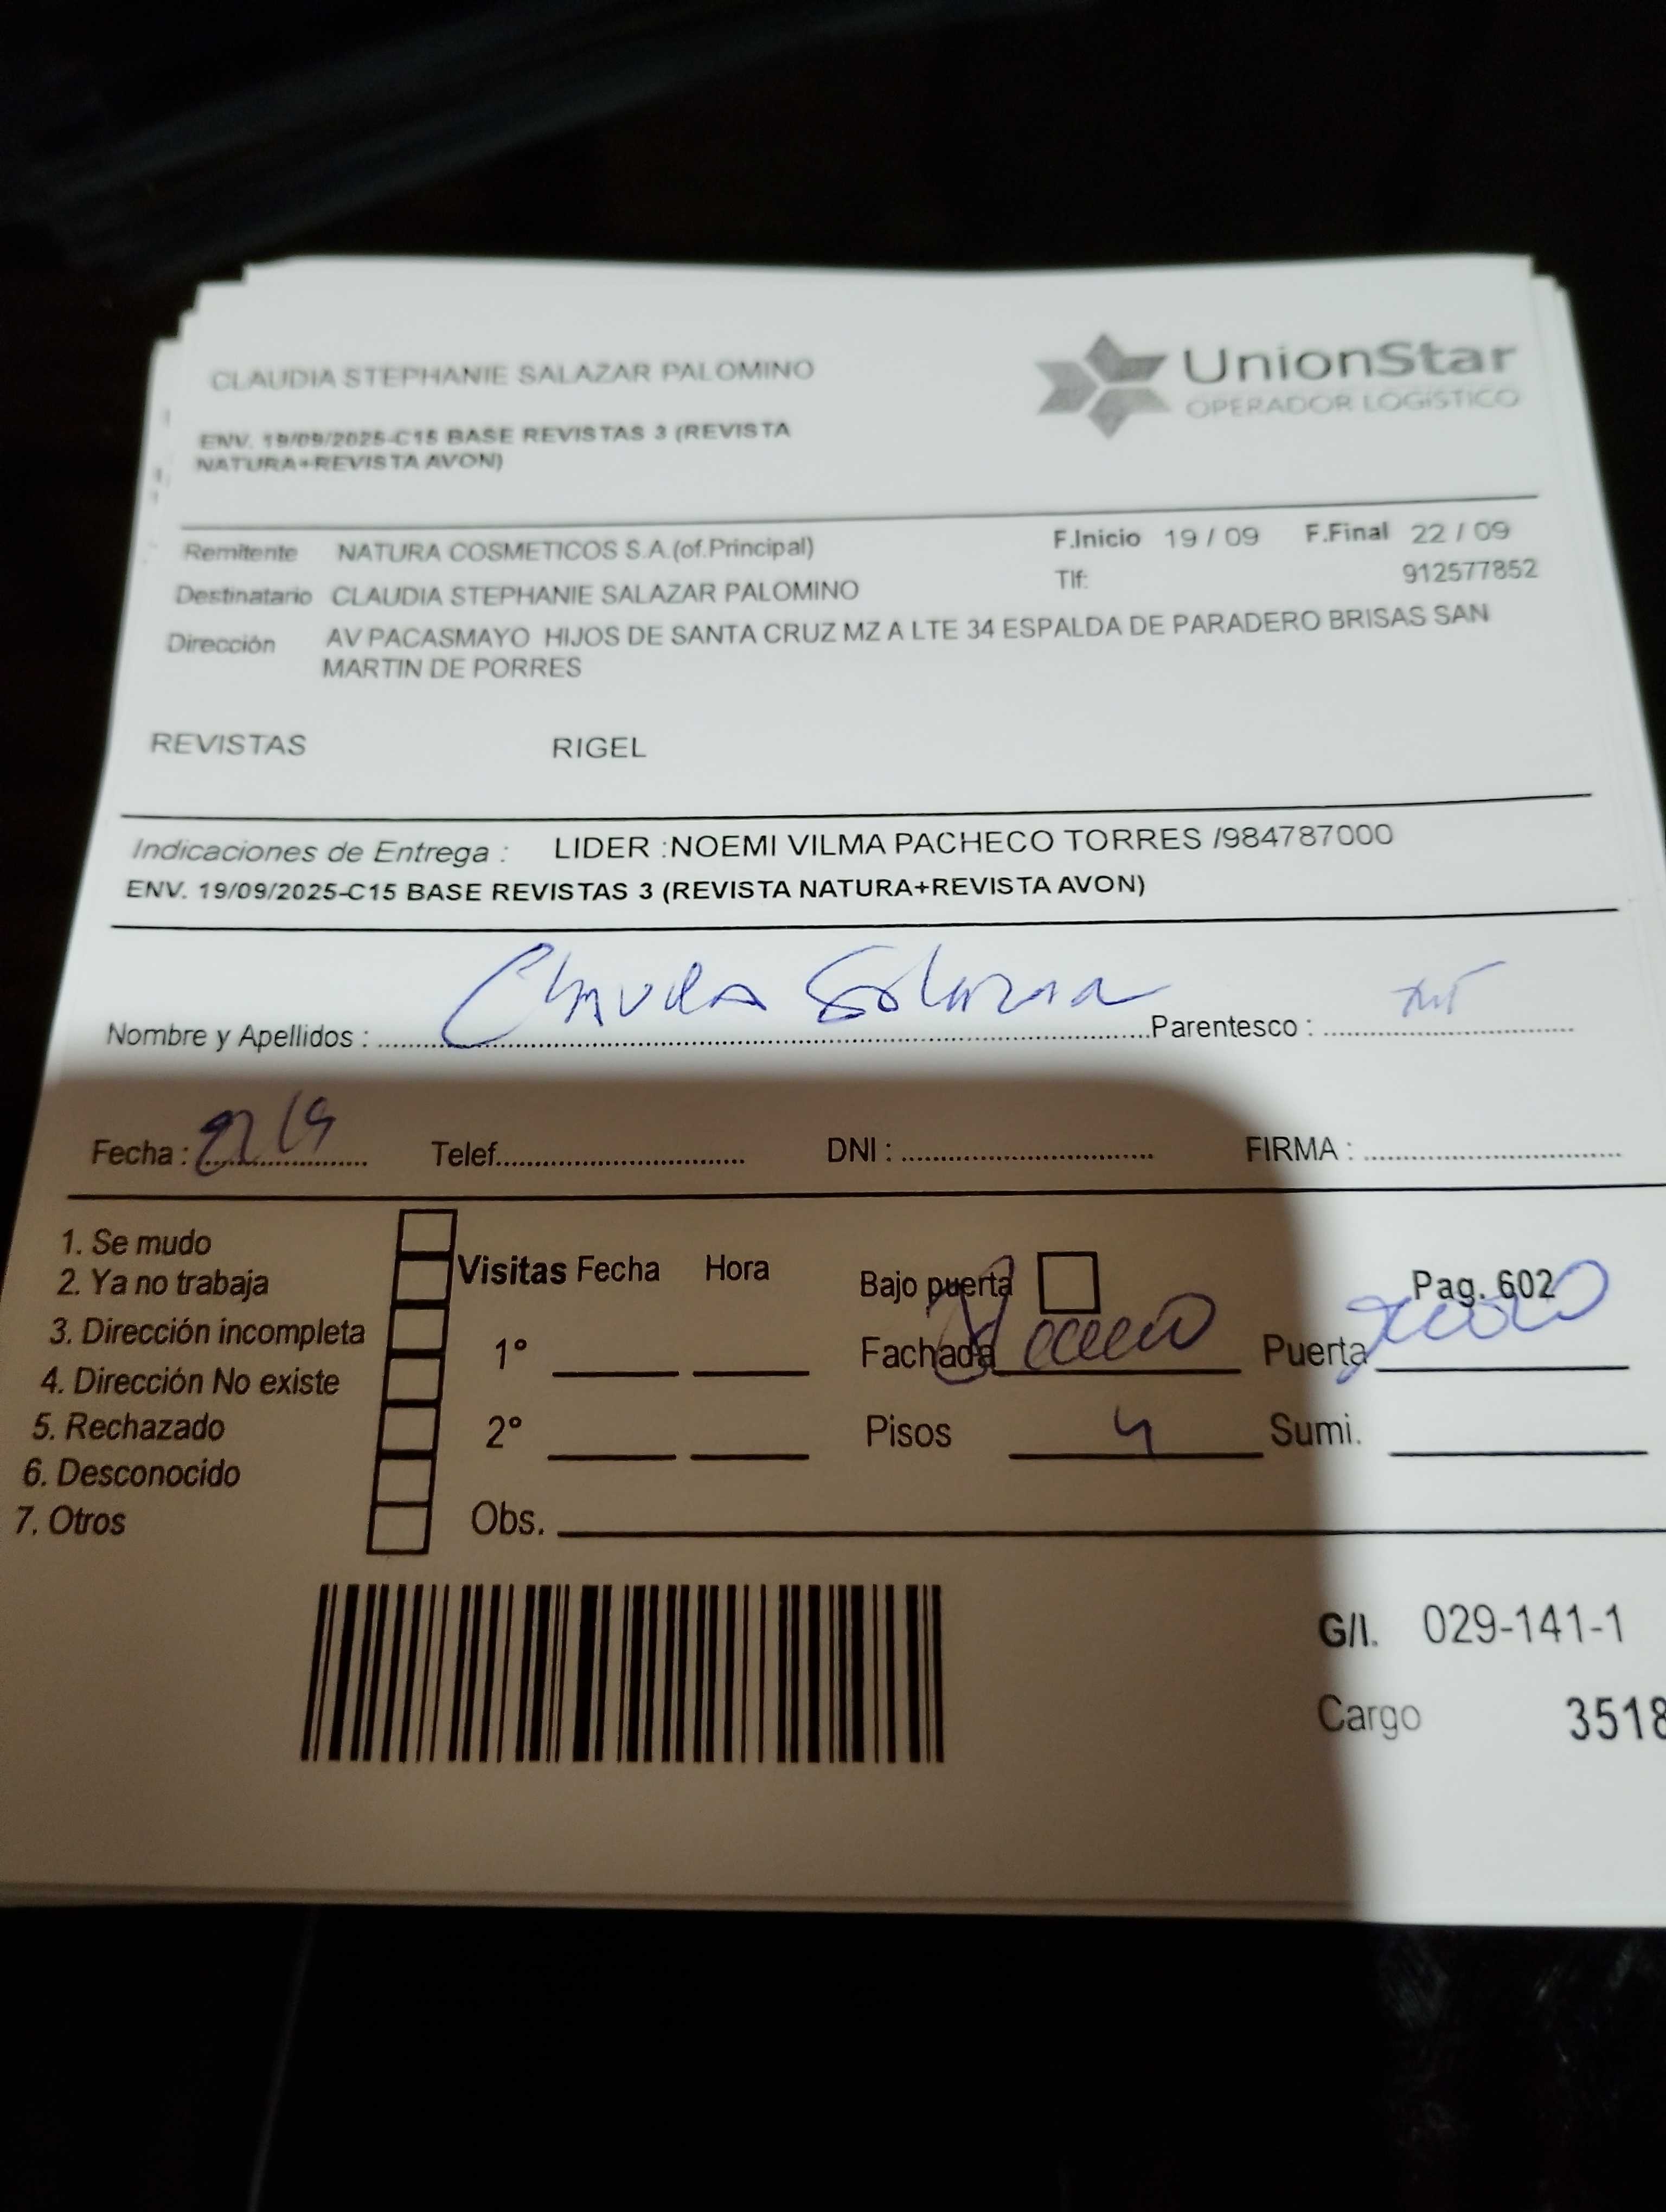 CLAUDIA STEPHANIE SALAZAR PALOMINO
UnionStar
OPERADOR LOGÍSTICO
ENV. 19/09/2025-C15 BASE REVISTAS 3 (REVISTA
NATURA+REVISTA AVON)
Remitente NATURA COSMETICOS S.A.(of.Principal) F.Inicio 19 / 09 F.Final 22 / 09
Destinatario CLAUDIA STEPHANIE SALAZAR PALOMINO Tlf: 912577852
Dirección AV PACASMAYO HIJOS DE SANTA CRUZ MZ A LTE 34 ESPALDA DE PARADERO BRISAS SAN
MARTIN DE PORRES
REVISTAS RIGEL
Indicaciones de Entrega : LIDER :NOEMI VILMA PACHECO TORRES /984787000
ENV. 19/09/2025-C15 BASE REVISTAS 3 (REVISTA NATURA+REVISTA AVON)
Nombre y Apellidos : Claudia Salazar Parentesco :
Fecha : Telef. DNI : FIRMA :
1. Se mudo
2. Ya no trabaja
3. Dirección incompleta
4. Dirección No existe
5. Rechazado
6. Desconocido
7. Otros
Visitas Fecha Hora
1°
2°
Obs.
Bajo puerta Pag. 602
Fachada Puerta
Pisos 4 Sumi.
G/I. 029-141-1
Cargo 3518